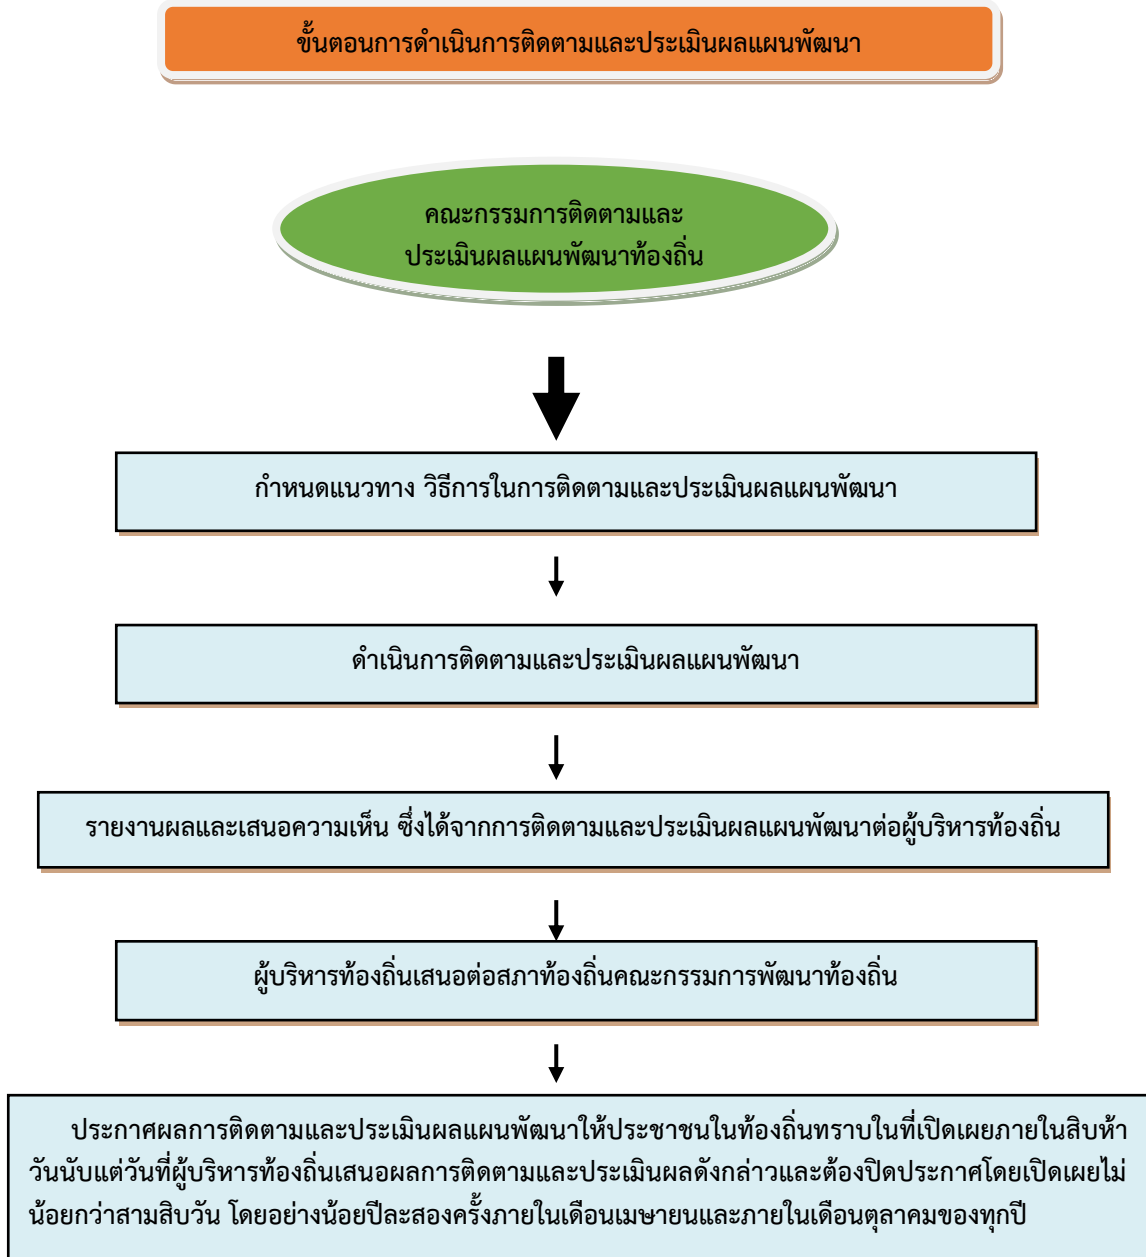 ขั้นตอนการดำเนินการติดตามและประเมินผลแผนพัฒนา
คณะกรรมการติดตามและ
ประเมินผลแผนพัฒนาท้องถิ่น
กำหนดแนวทาง วิธีการในการติดตามและประเมินผลแผนพัฒนา
ดำเนินการติดตามและประเมินผลแผนพัฒนา
รายงานผลและเสนอความเห็น ซึ่งได้จากการติดตามและประเมินผลแผนพัฒนาต่อผู้บริหารท้องถิ่น
ผู้บริหารท้องถิ่นเสนอต่อสภาท้องถิ่นคณะกรรมการพัฒนาท้องถิ่น
ประกาศผลการติดตามและประเมินผลแผนพัฒนาให้ประชาชนในท้องถิ่นทราบในที่เปิดเผยภายในสิบห้า
วันนับแต่วันที่ผู้บริหารท้องถิ่นเสนอผลการติดตามและประเมินผลดังกล่าวและต้องปิดประกาศโดยเปิดเผยไม่
น้อยกว่าสามสิบวัน โดยอย่างน้อยปีละสองครั้งภายในเดือนเมษายนและภายในเดือนตุลาคมของทุกปี